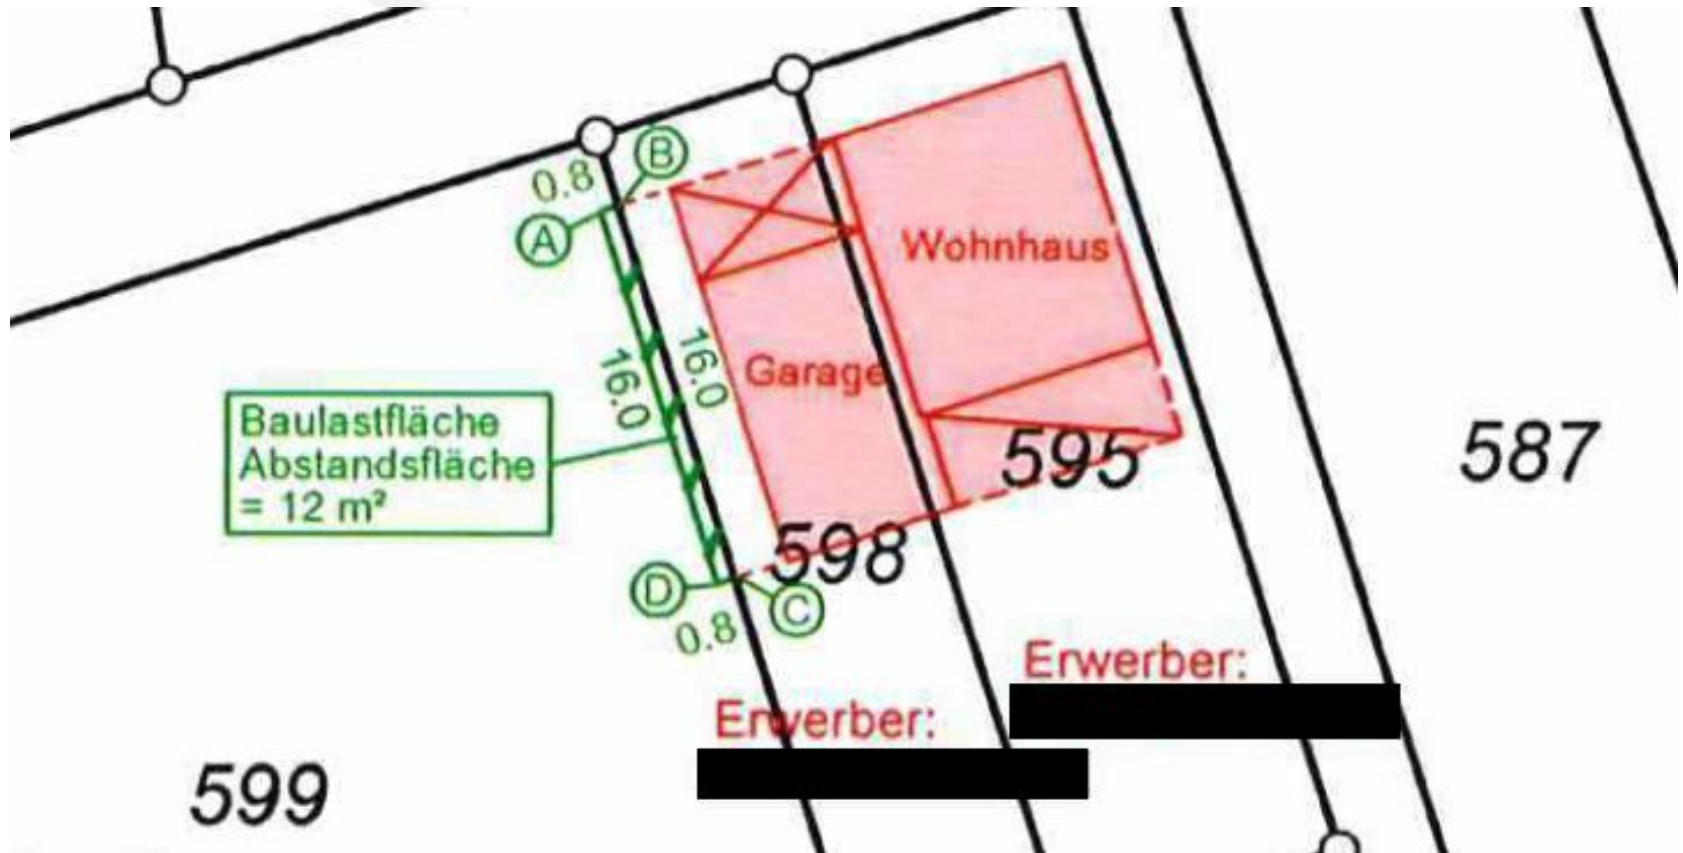 B
0.8
A
Wohnhaus
16.0
16.0
Garage
Baulastfläche
Abstandsfläche
= 12 m²
595
587
598
D
C
0.8
Erwerber:
Erwerber:
599